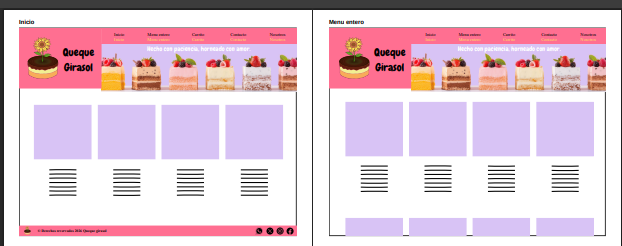 Inicio
Inicio Menu entero Carrito Contacto Nosotros
Queque
Girasol
Hecho con paciencia, horneado con amor
© Derechos reservados 2026 Queque girasol
Menu entero
Inicio Menu entero Carrito Contacto Nosotros
Queque
Girasol
Hecho con paciencia, horneado con amor